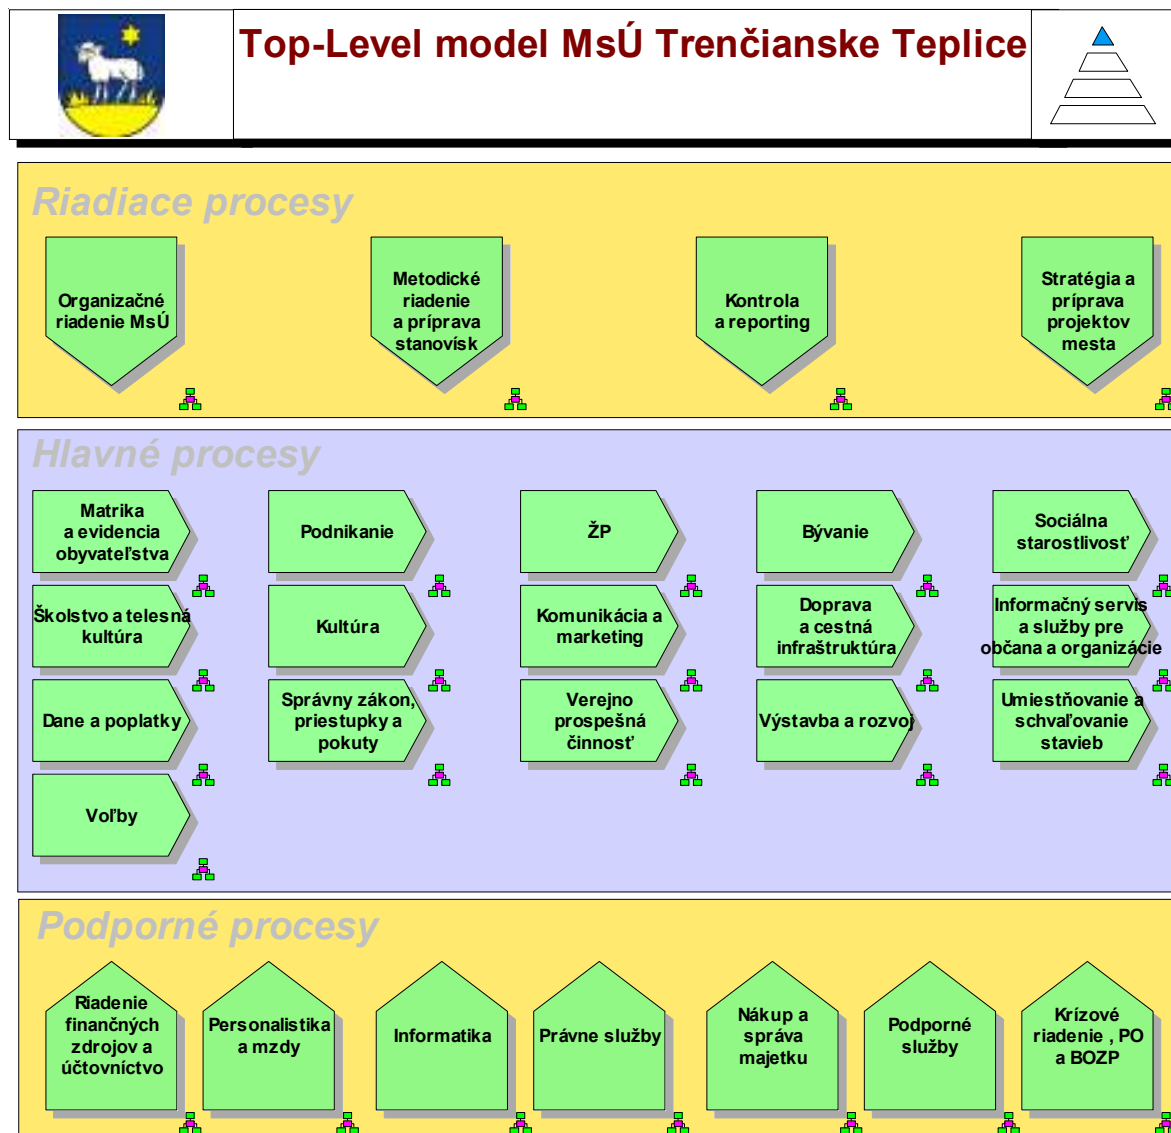 Top-Level model MsÚ Trenčianske Teplice
Riadiace procesy
Organizačné
riadenie MsÚ
Metodické
riadenie
a príprava
stanovísk
Kontrola
a reporting
Stratégia a
príprava
projektov
mesta
Hlavné procesy
Matrika
a evidencia
obyvateľstva
Podnikanie
ŽP
Bývanie
Sociálna
starostlivosť
Školstvo a telesná
kultúra
Kultúra
Komunikácia a
marketing
Doprava
a cestná
infraštruktúra
Informačný servis
a služby pre
občana a organizácie
Dane a poplatky
Správny zákon,
priestupky a
pokuty
Verejno
prospešná
činnosť
Výstavba a rozvoj
Umiestňovanie a
schvaľovanie
stavieb
Voľby
Podporné procesy
Riadenie
finančných
zdrojov a
účtovníctvo
Personalistika
a mzdy
Informatika
Právne služby
Nákup a
správa
majetku
Podporné
služby
Krízové
riadenie , PO
a BOZP